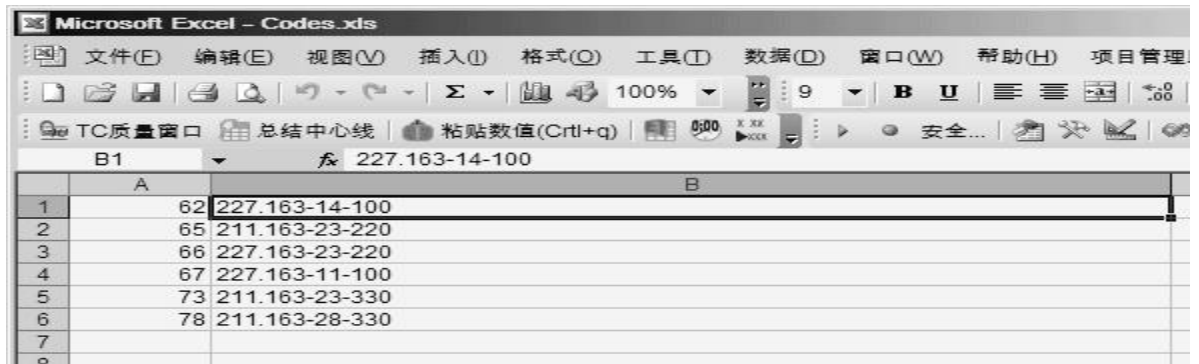 Microsoft Excel - Codes.xls
文件(F) 编辑(E) 视图(V) 插入(I) 格式(O) 工具(T) 数据(D) 窗口(W) 帮助(H) 项目管理
100% 9 B U
TC质量窗口 总结中心线 粘贴数值(Crtl+q) 安全...
B1 fx 227.163-14-100
A B
1 62 227.163-14-100
2 65 211.163-23-220
3 66 227.163-23-220
4 67 227.163-11-100
5 73 211.163-23-330
6 78 211.163-28-330
7